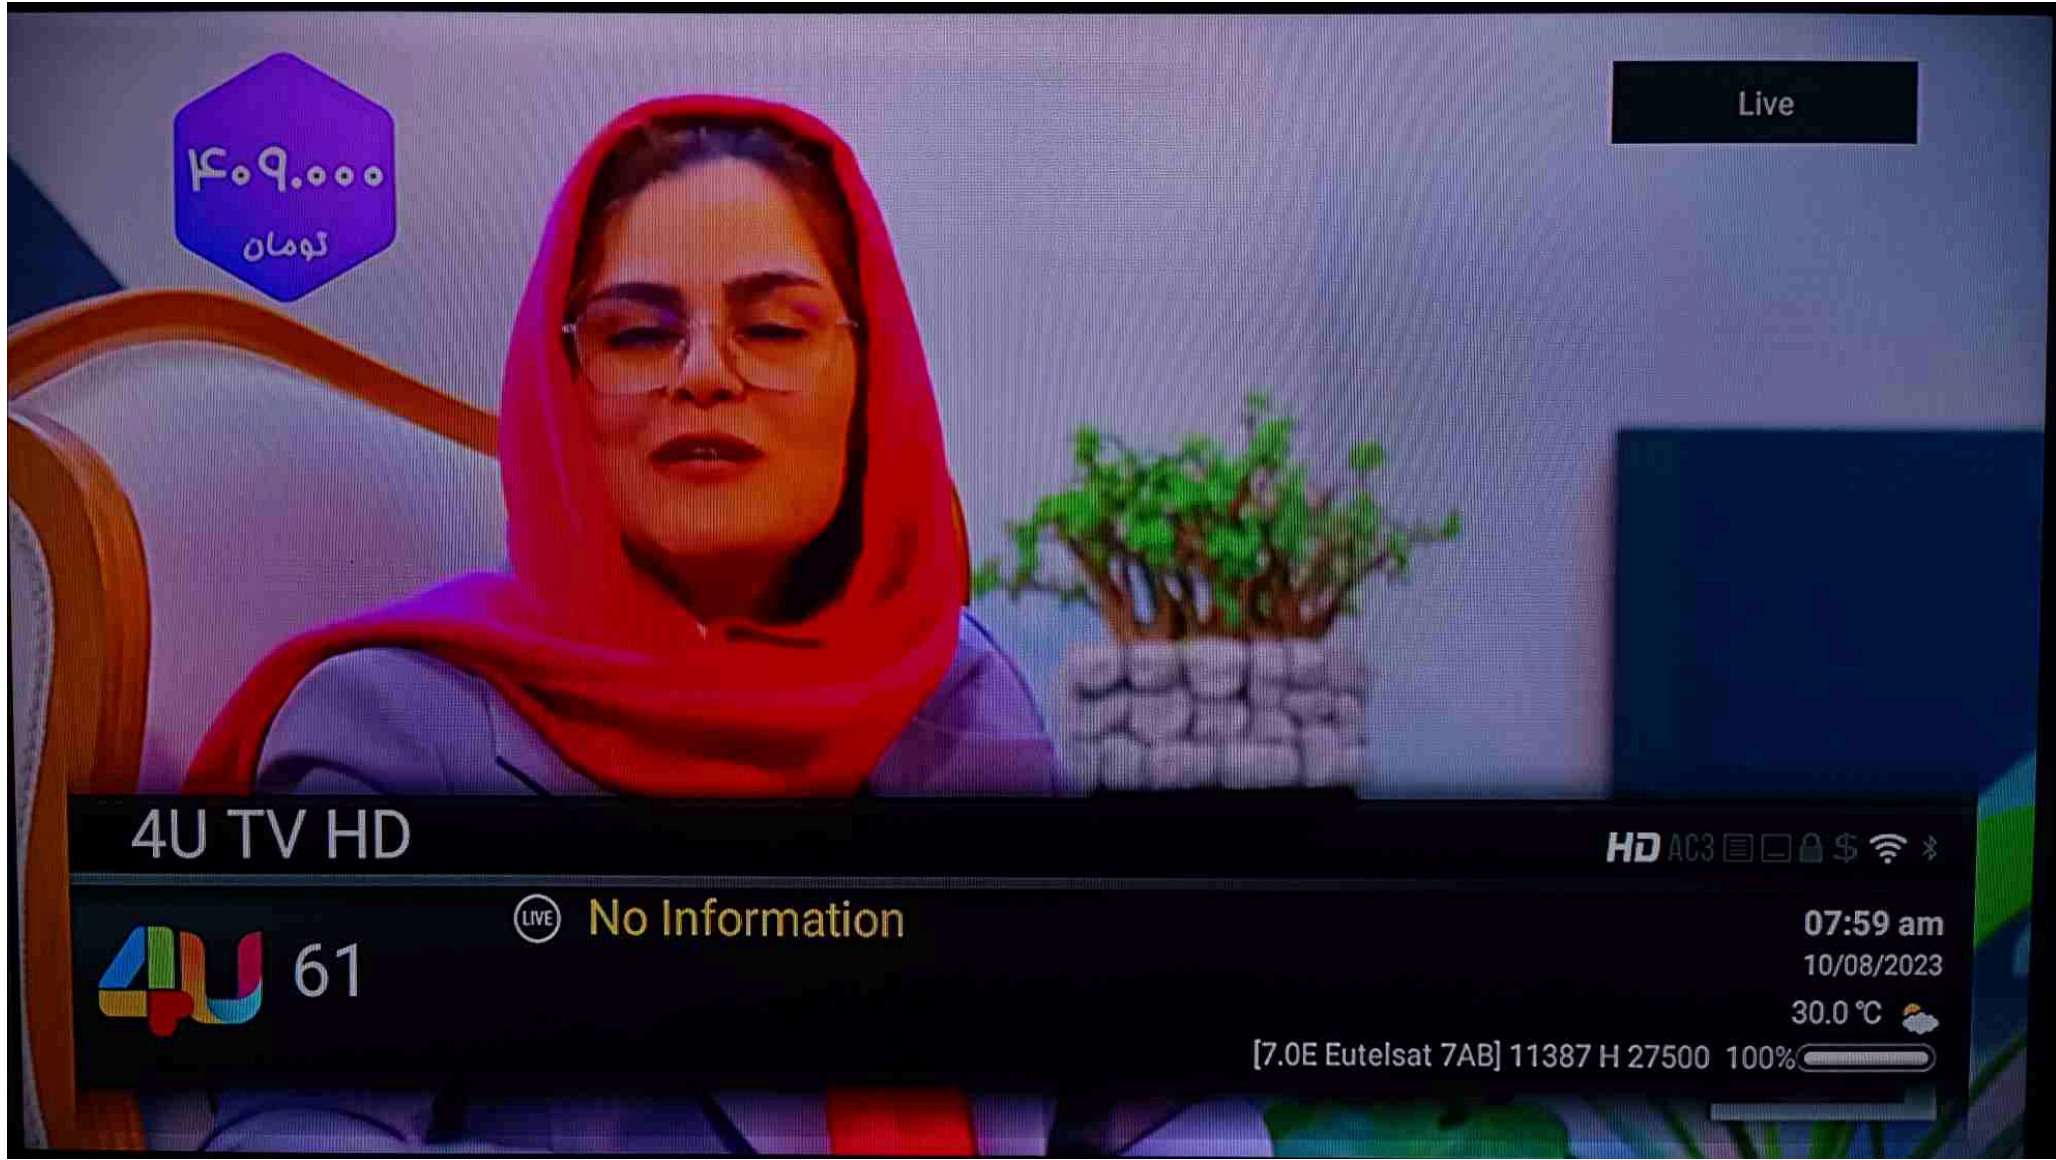 ۴۰۹.۰۰۰
تومان
Live
4U TV HD
HD AC3 $
4U
61
LIVE No Information
07:59 am
10/08/2023
30.0 °C
[7.0E Eutelsat 7AB] 11387 H 27500 100%